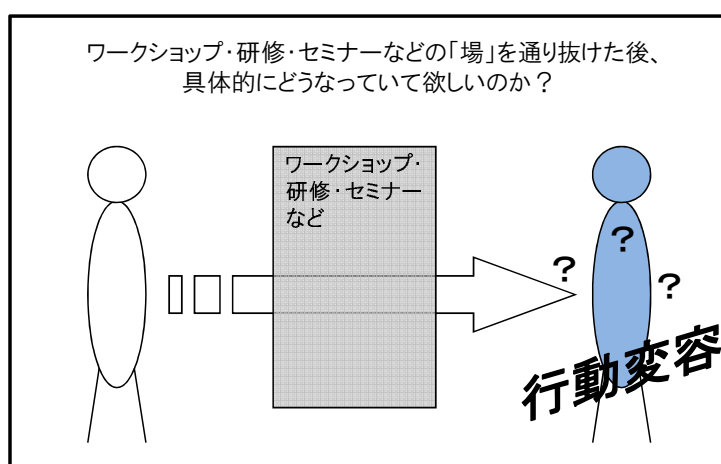 ワークショップ・研修・セミナーなどの「場」を通り抜けた後、
具体的にどうなっていて欲しいのか？
ワークショップ・
研修・セミナー
など
？
？
？
行動変容